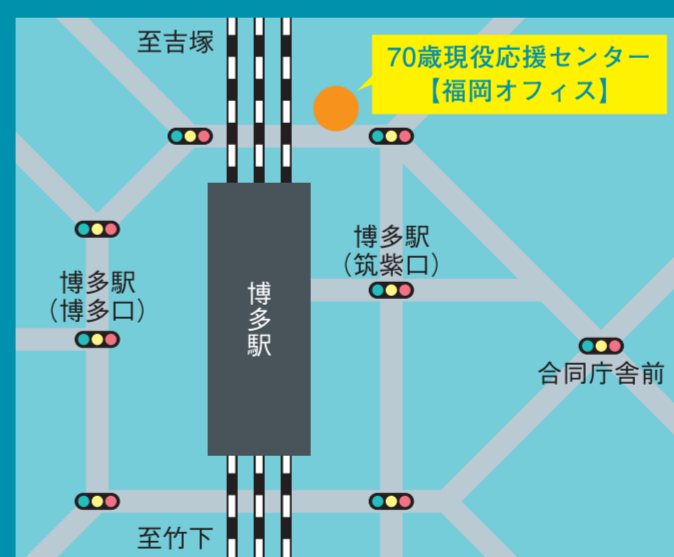 至吉塚
70歳現役応援センター
【福岡オフィス】
博多駅
（筑紫口）
博多駅
（博多口）
博多駅
合同庁舎前
至竹下